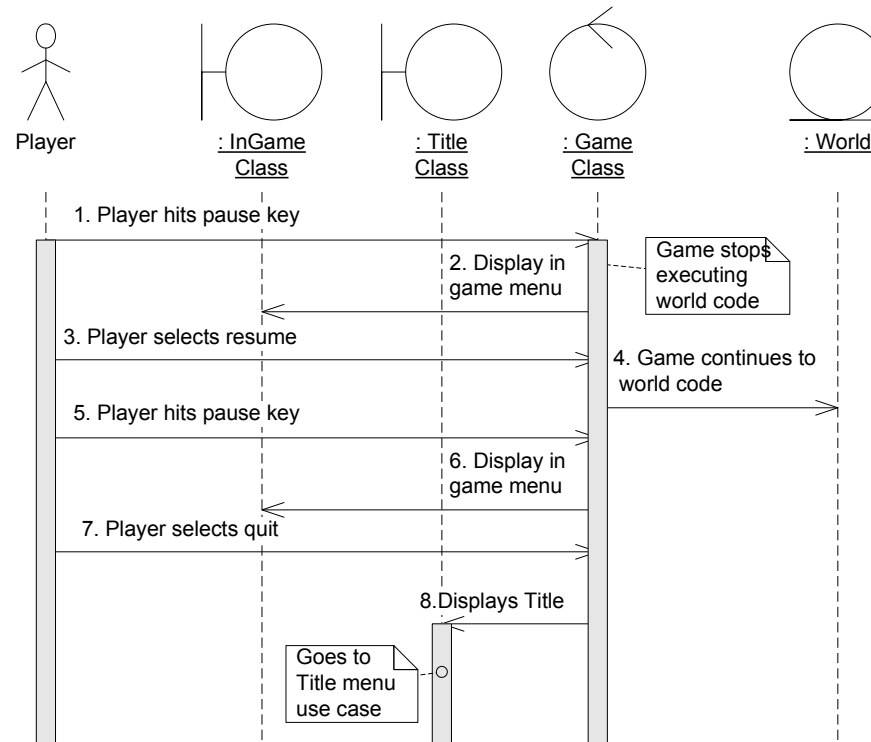 Player
: InGame
Class
: Title
Class
: Game
Class
: World
1. Player hits pause key
2. Display in
game menu
Game stops
executing
world code
3. Player selects resume
4. Game continues to
world code
5. Player hits pause key
6. Display in
game menu
7. Player selects quit
8.Displays Title
Goes to
Title menu
use case